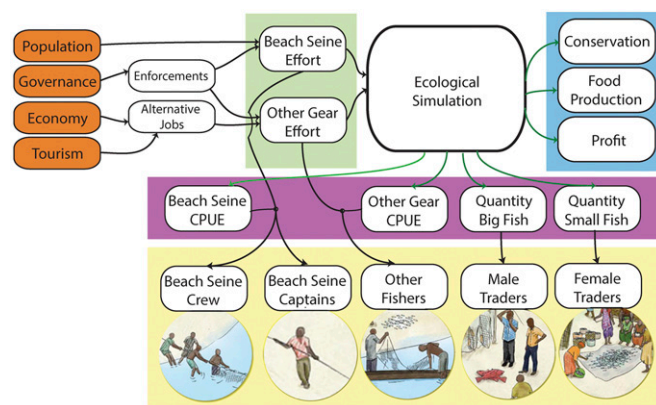 Population
Governance
Economy
Tourism
Enforcements
Alternative
Jobs
Beach Seine
Effort
Other Gear
Effort
Ecological
Simulation
Conservation
Food
Production
Profit
Beach Seine
CPUE
Other Gear
CPUE
Quantity
Big Fish
Quantity
Small Fish
Beach Seine
Crew
Beach Seine
Captains
Other
Fishers
Male
Traders
Female
Traders